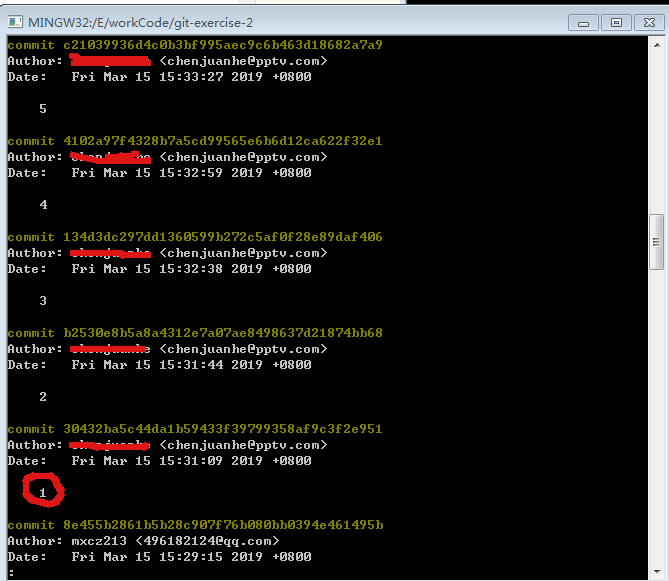 MINGW32:/E/workCode/git-exercise-2
commit c21039936d4c0b3bf995aec9c6b463d18682a7a9
Author: <chenjuanhe@pptv.com>
Date: Fri Mar 15 15:33:27 2019 +0800
5
commit 4102a97f4328b7a5cd99565e6b6d12ca622f32e1
Author: <chenjuanhe@pptv.com>
Date: Fri Mar 15 15:32:59 2019 +0800
4
commit 134d3dc297dd1360599b272c5af0f28e89daf406
Author: <chenjuanhe@pptv.com>
Date: Fri Mar 15 15:32:38 2019 +0800
3
commit b2530e8b5a8a4312e7a07ae8498637d21874bb68
Author: <chenjuanhe@pptv.com>
Date: Fri Mar 15 15:31:44 2019 +0800
2
commit 30432ba5c44da1b59433f39799358af9c3f2e951
Author: <chenjuanhe@pptv.com>
Date: Fri Mar 15 15:31:09 2019 +0800
1
commit 8e455b2861b5b28c907f76b080bb0394e461495b
Author: mxcz213 <496182124@qq.com>
Date: Fri Mar 15 15:29:15 2019 +0800
: